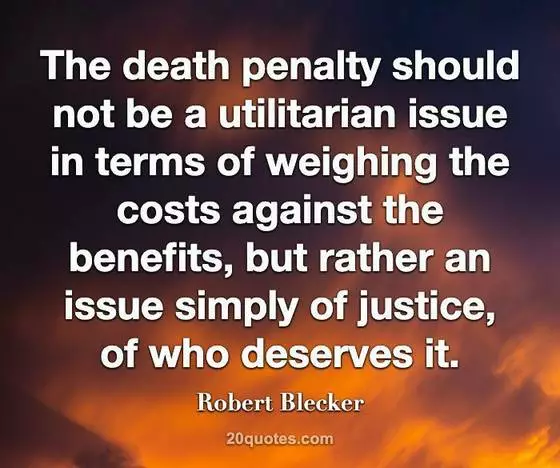 The death penalty should
not be a utilitarian issue
in terms of weighing the
costs against the
benefits, but rather an
issue simply of justice,
of who deserves it.
Robert Blecker
20quotes.com